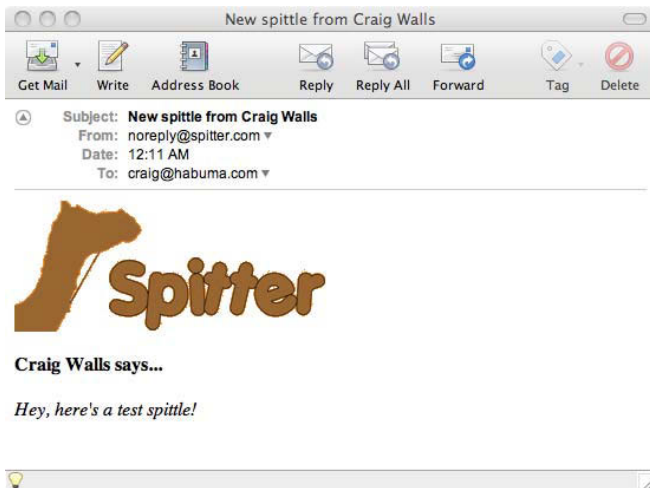 New spittle from Craig Walls
Get Mail Write Address Book Reply Reply All Forward Tag Delete
Subject: New spittle from Craig Walls
From: noreply@spitter.com
Date: 12:11 AM
To: craig@habuma.com
Spitter
Craig Walls says...
Hey, here's a test spittle!